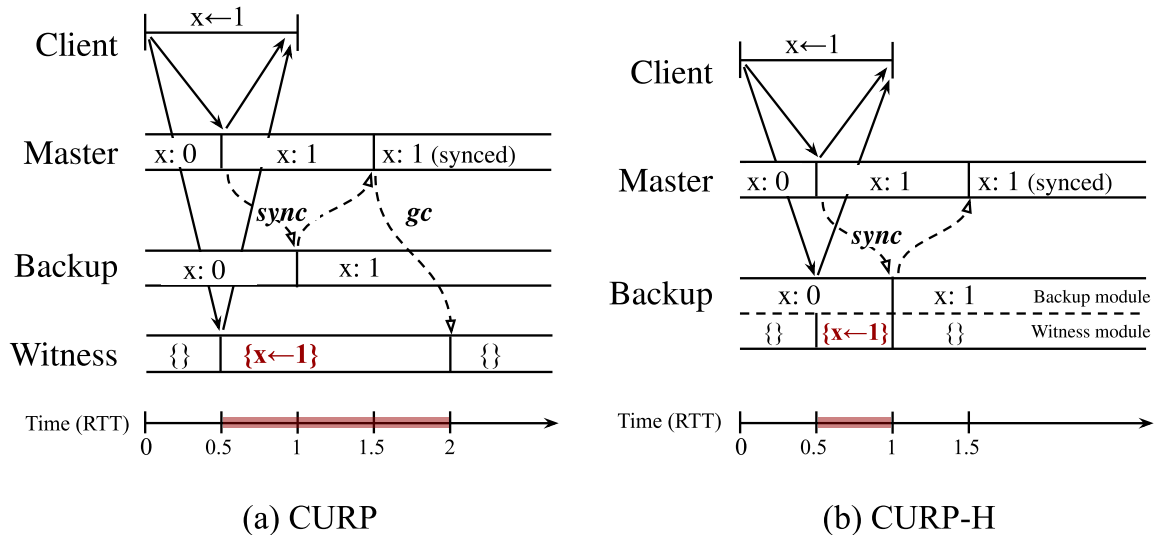 x←1
Client
Master
x: 0
x: 1
x: 1 (synced)
sync
gc
Backup
x: 0
x: 1
Witness
{}
{x←1}
{}
Time (RTT)
0
0.5
1
1.5
2
(a) CURP
x←1
Client
Master
x: 0
x: 1
x: 1 (synced)
sync
Backup
x: 0
x: 1
Backup module
{}
{x←1}
{}
Witness module
Time (RTT)
0
0.5
1
1.5
(b) CURP-H